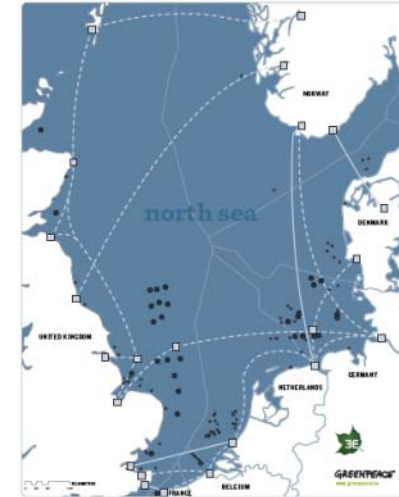 NORWAY
north sea
DENMARK
UNITED KINGDOM
GERMANY
NETHERLANDS
3E
GREENPEACE
BELGIUM
FRANCE